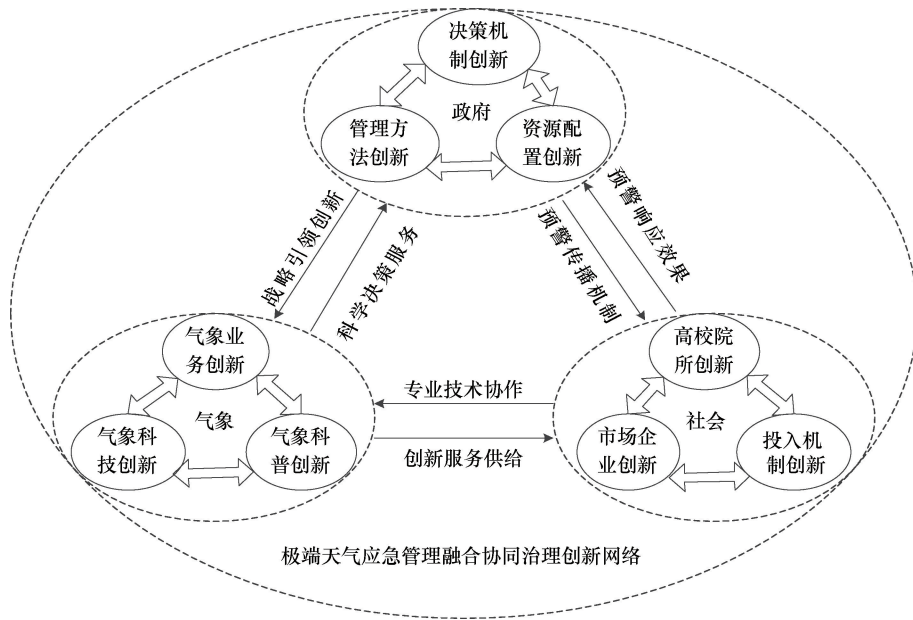 决策机
制创新
政府
管理方
法创新
资源配
置创新
战略引领创新
科学决策服务
预警传播机制
预警响应效果
气象业
务创新
气象
气象科
技创新
气象科
普创新
专业技术协作
创新服务供给
高校院
所创新
社会
市场企
业创新
投入机
制创新
极端天气应急管理融合协同治理创新网络